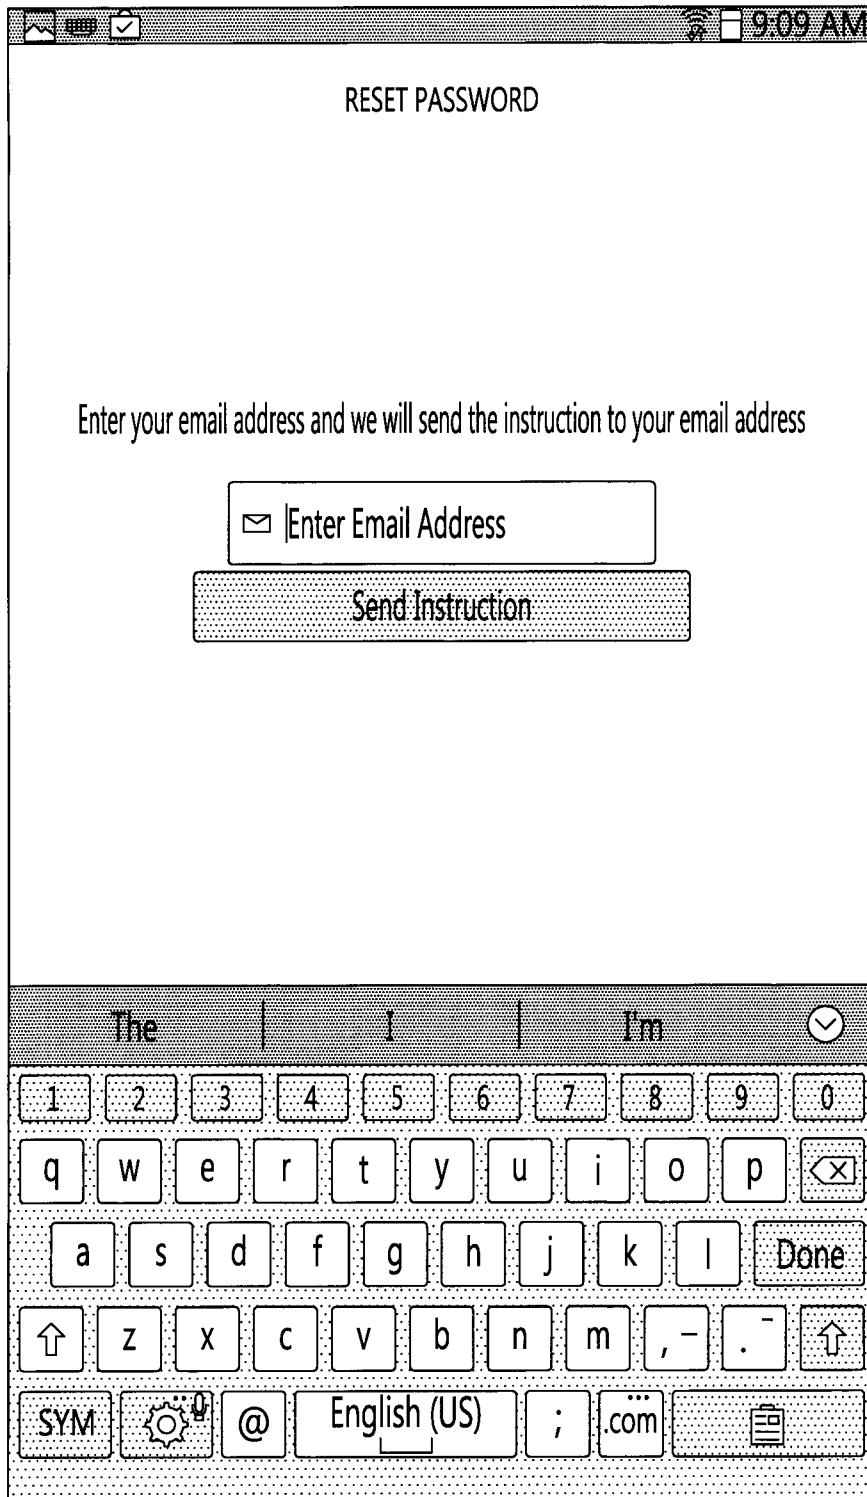 9:09 AM
RESET PASSWORD
Enter your email address and we will send the instruction to your email address
Enter Email Address
Send Instruction
The I I'm
1 2 3 4 5 6 7 8 9 0
q w e r t y u i o p
a s d f g h j k l Done
z x c v b n m , – . -
SYM @ English (US) ; .com